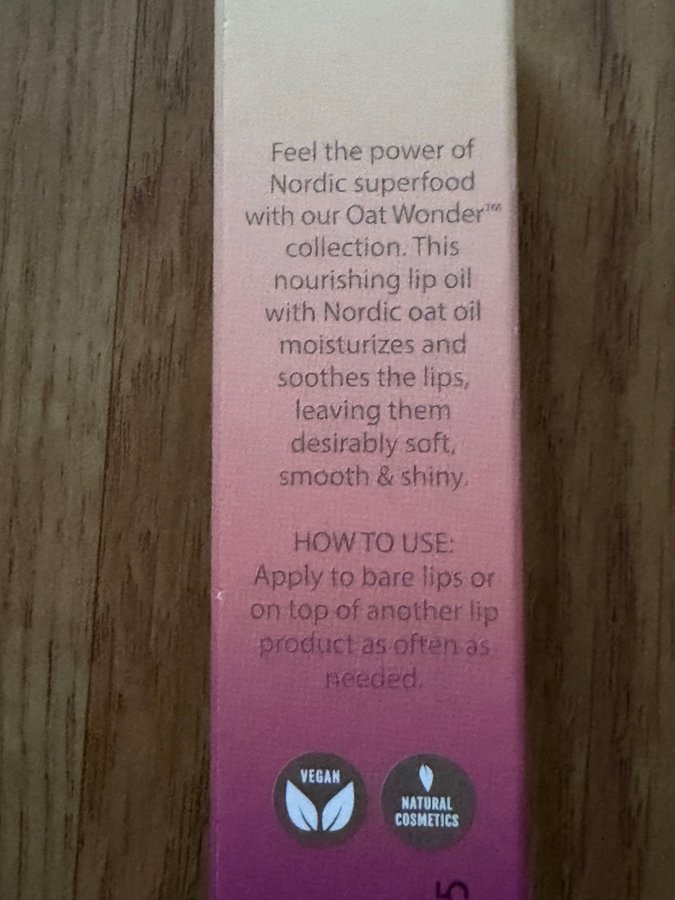 Feel the power of
Nordic superfood
with our Oat Wonder™
collection. This
nourishing lip oil
with Nordic oat oil
moisturizes and
soothes the lips,
leaving them
desirably soft,
smooth & shiny.
HOW TO USE:
Apply to bare lips or
on top of another lip
product as often as
needed.
VEGAN
NATURAL
COSMETICS
5